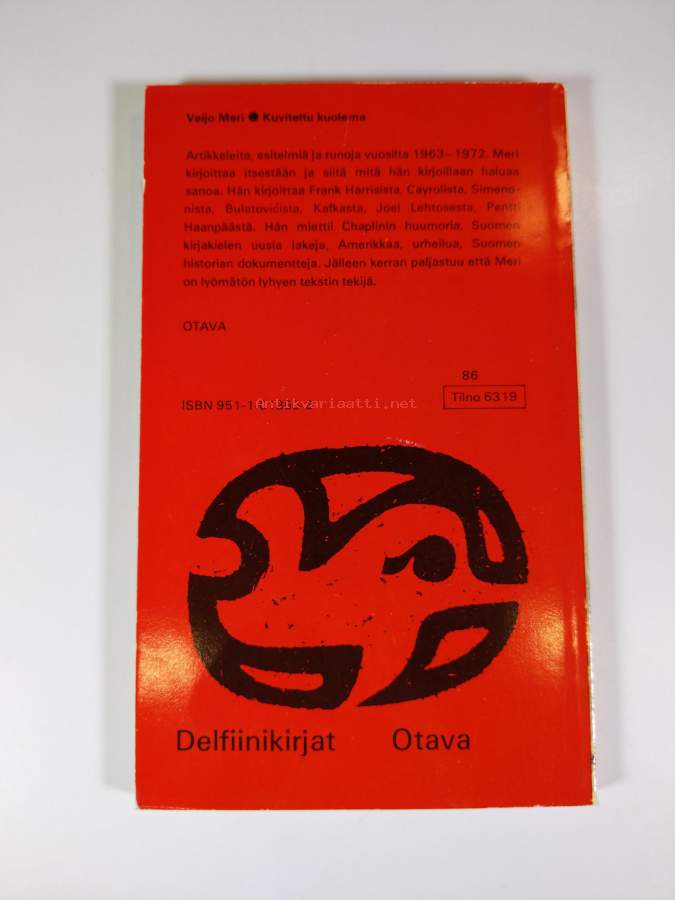 Veijo Meri ● Kuviteltu kuolema
Artikkeleita, esitelmiä ja runoja vuosilta 1963–1972. Meri
kirjoittaa itsestään ja siitä mitä hän kirjoillaan haluaa
sanoa. Hän kirjoittaa Frank Harrisista, Cayrolista, Simeno-
nista, Bulatovićista, Kafkasta, Joel Lehtosesta, Pentti
Haanpäästä. Hän miettii Chaplinin huumoria, Suomen
kirjakielen uusia lakeja, Amerikkaa, urheilua, Suomen
historian dokumentteja. Jälleen kerran paljastuu että Meri
on lyömätön lyhyen tekstin tekijä.
OTAVA
86
Tilno 6319
ISBN 951-1-
Antikvariaatti.net
Delfiinikirjat Otava